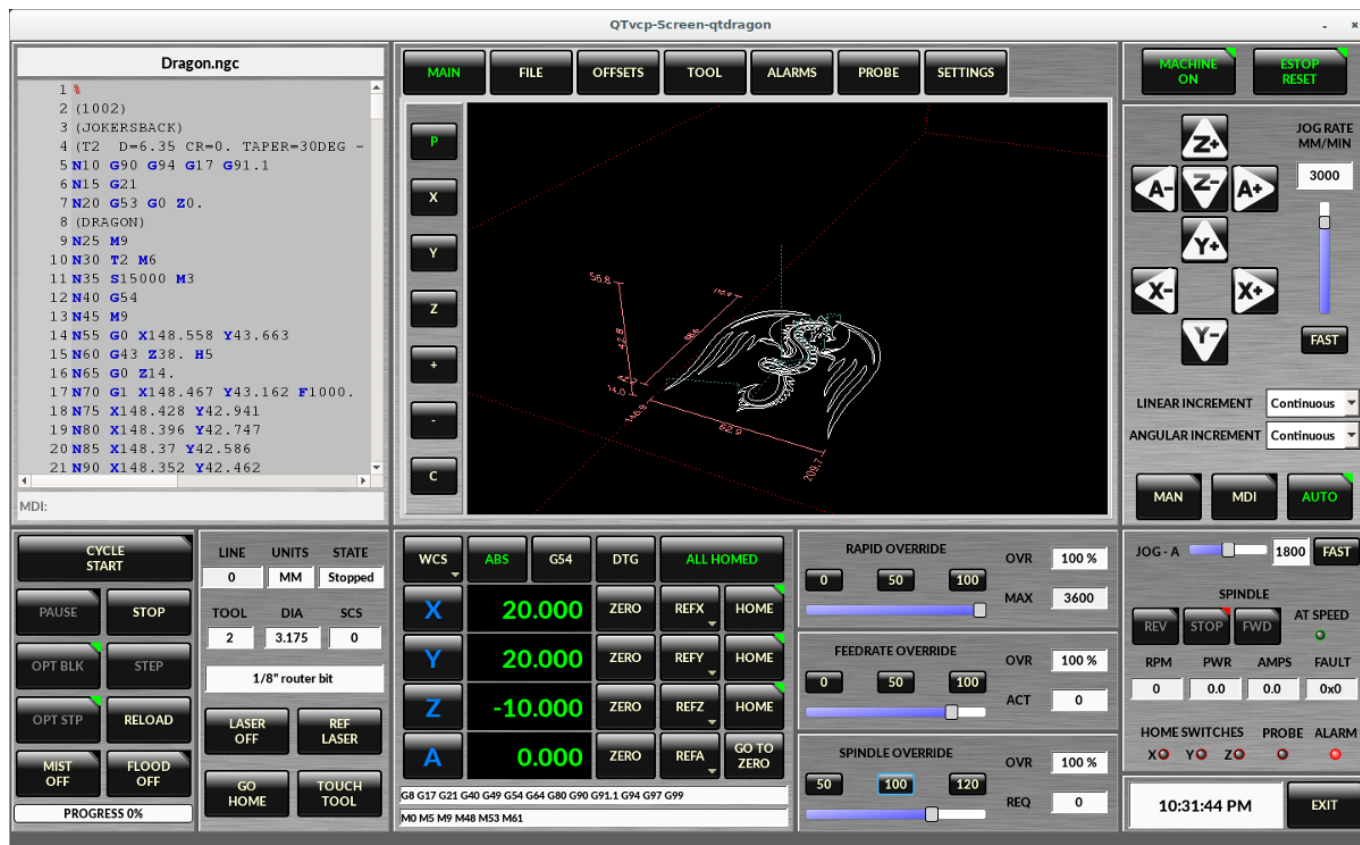 QTvcp-Screen-qtdragon
Dragon.ngc
1 %
2 (1002)
3 (JOKERSBACK)
4 (T2 D=6.35 CR=0. TAPER=30DEG -
5 N10 G90 G94 G17 G91.1
6 N15 G21
7 N20 G53 G0 Z0.
8 (DRAGON)
9 N25 M9
10 N30 T2 M6
11 N35 S15000 M3
12 N40 G54
13 N45 M9
14 N55 G0 X148.558 Y43.663
15 N60 G43 Z38. H5
16 N65 G0 Z14.
17 N70 G1 X148.467 Y43.162 F1000.
18 N75 X148.428 Y42.941
19 N80 X148.396 Y42.747
20 N85 X148.37 Y42.586
21 N90 X148.352 Y42.462
MDI:
MAIN FILE OFFSETS TOOL ALARMS PROBE SETTINGS
P
X
Y
Z
+
-
C
56.8
42.8
14.0
146.9
62.9
209.7
MACHINE ON
ESTOP RESET
JOG RATE
MM/MIN
3000
Z+
A- Z- A+
Y+
X- X+
Y-
FAST
LINEAR INCREMENT Continuous
ANGULAR INCREMENT Continuous
MAN MDI AUTO
CYCLE START
PAUSE STOP
OPT BLK STEP
OPT STP RELOAD
MIST OFF FLOOD OFF
PROGRESS 0%
LINE UNITS STATE
0 MM Stopped
TOOL DIA SCS
2 3.175 0
1/8" router bit
LASER OFF REF LASER
GO HOME TOUCH TOOL
WCS ABS G54 DTG ALL HOMED
X 20.000 ZERO REFX HOME
Y 20.000 ZERO REFY HOME
Z -10.000 ZERO REFZ HOME
A 0.000 ZERO REFA GO TO ZERO
G8 G17 G21 G40 G49 G54 G64 G80 G90 G91.1 G94 G97 G99
M0 M5 M9 M48 M53 M61
RAPID OVERRIDE
0 50 100
OVR 100 %
MAX 3600
FEEDRATE OVERRIDE
0 50 100
OVR 100 %
ACT 0
SPINDLE OVERRIDE
50 100 120
OVR 100 %
REQ 0
JOG - A 1800 FAST
SPINDLE
REV STOP FWD AT SPEED
RPM PWR AMPS FAULT
0 0.0 0.0 0x0
HOME SWITCHES PROBE ALARM
X Y Z
10:31:44 PM EXIT